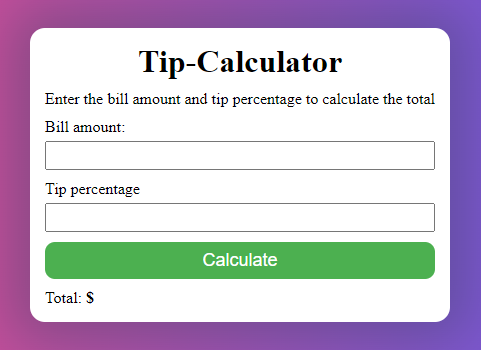 Tip-Calculator
Enter the bill amount and tip percentage to calculate the total
Bill amount:
Tip percentage
Calculate
Total: $